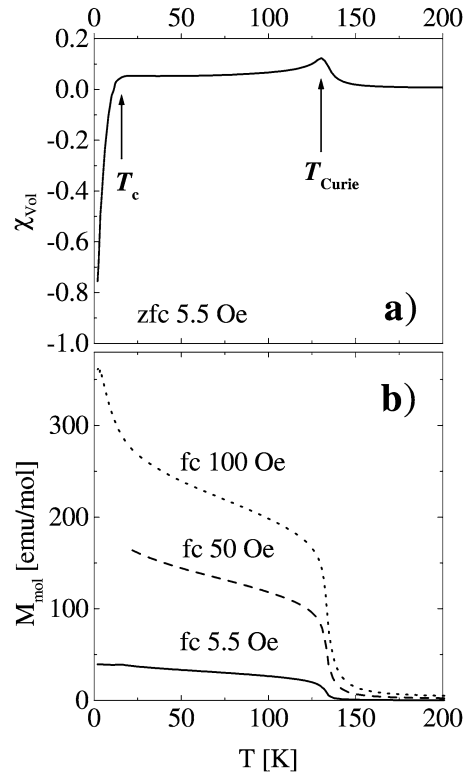 0 50 100 150 200
0.2
0.0
-0.2
-0.4
-0.6
-0.8
-1.0
χVol
Tc
TCurie
zfc 5.5 Oe
a)
b)
300
200
100
0
Mmol [emu/mol]
fc 100 Oe
fc 50 Oe
fc 5.5 Oe
0 50 100 150 200
T [K]